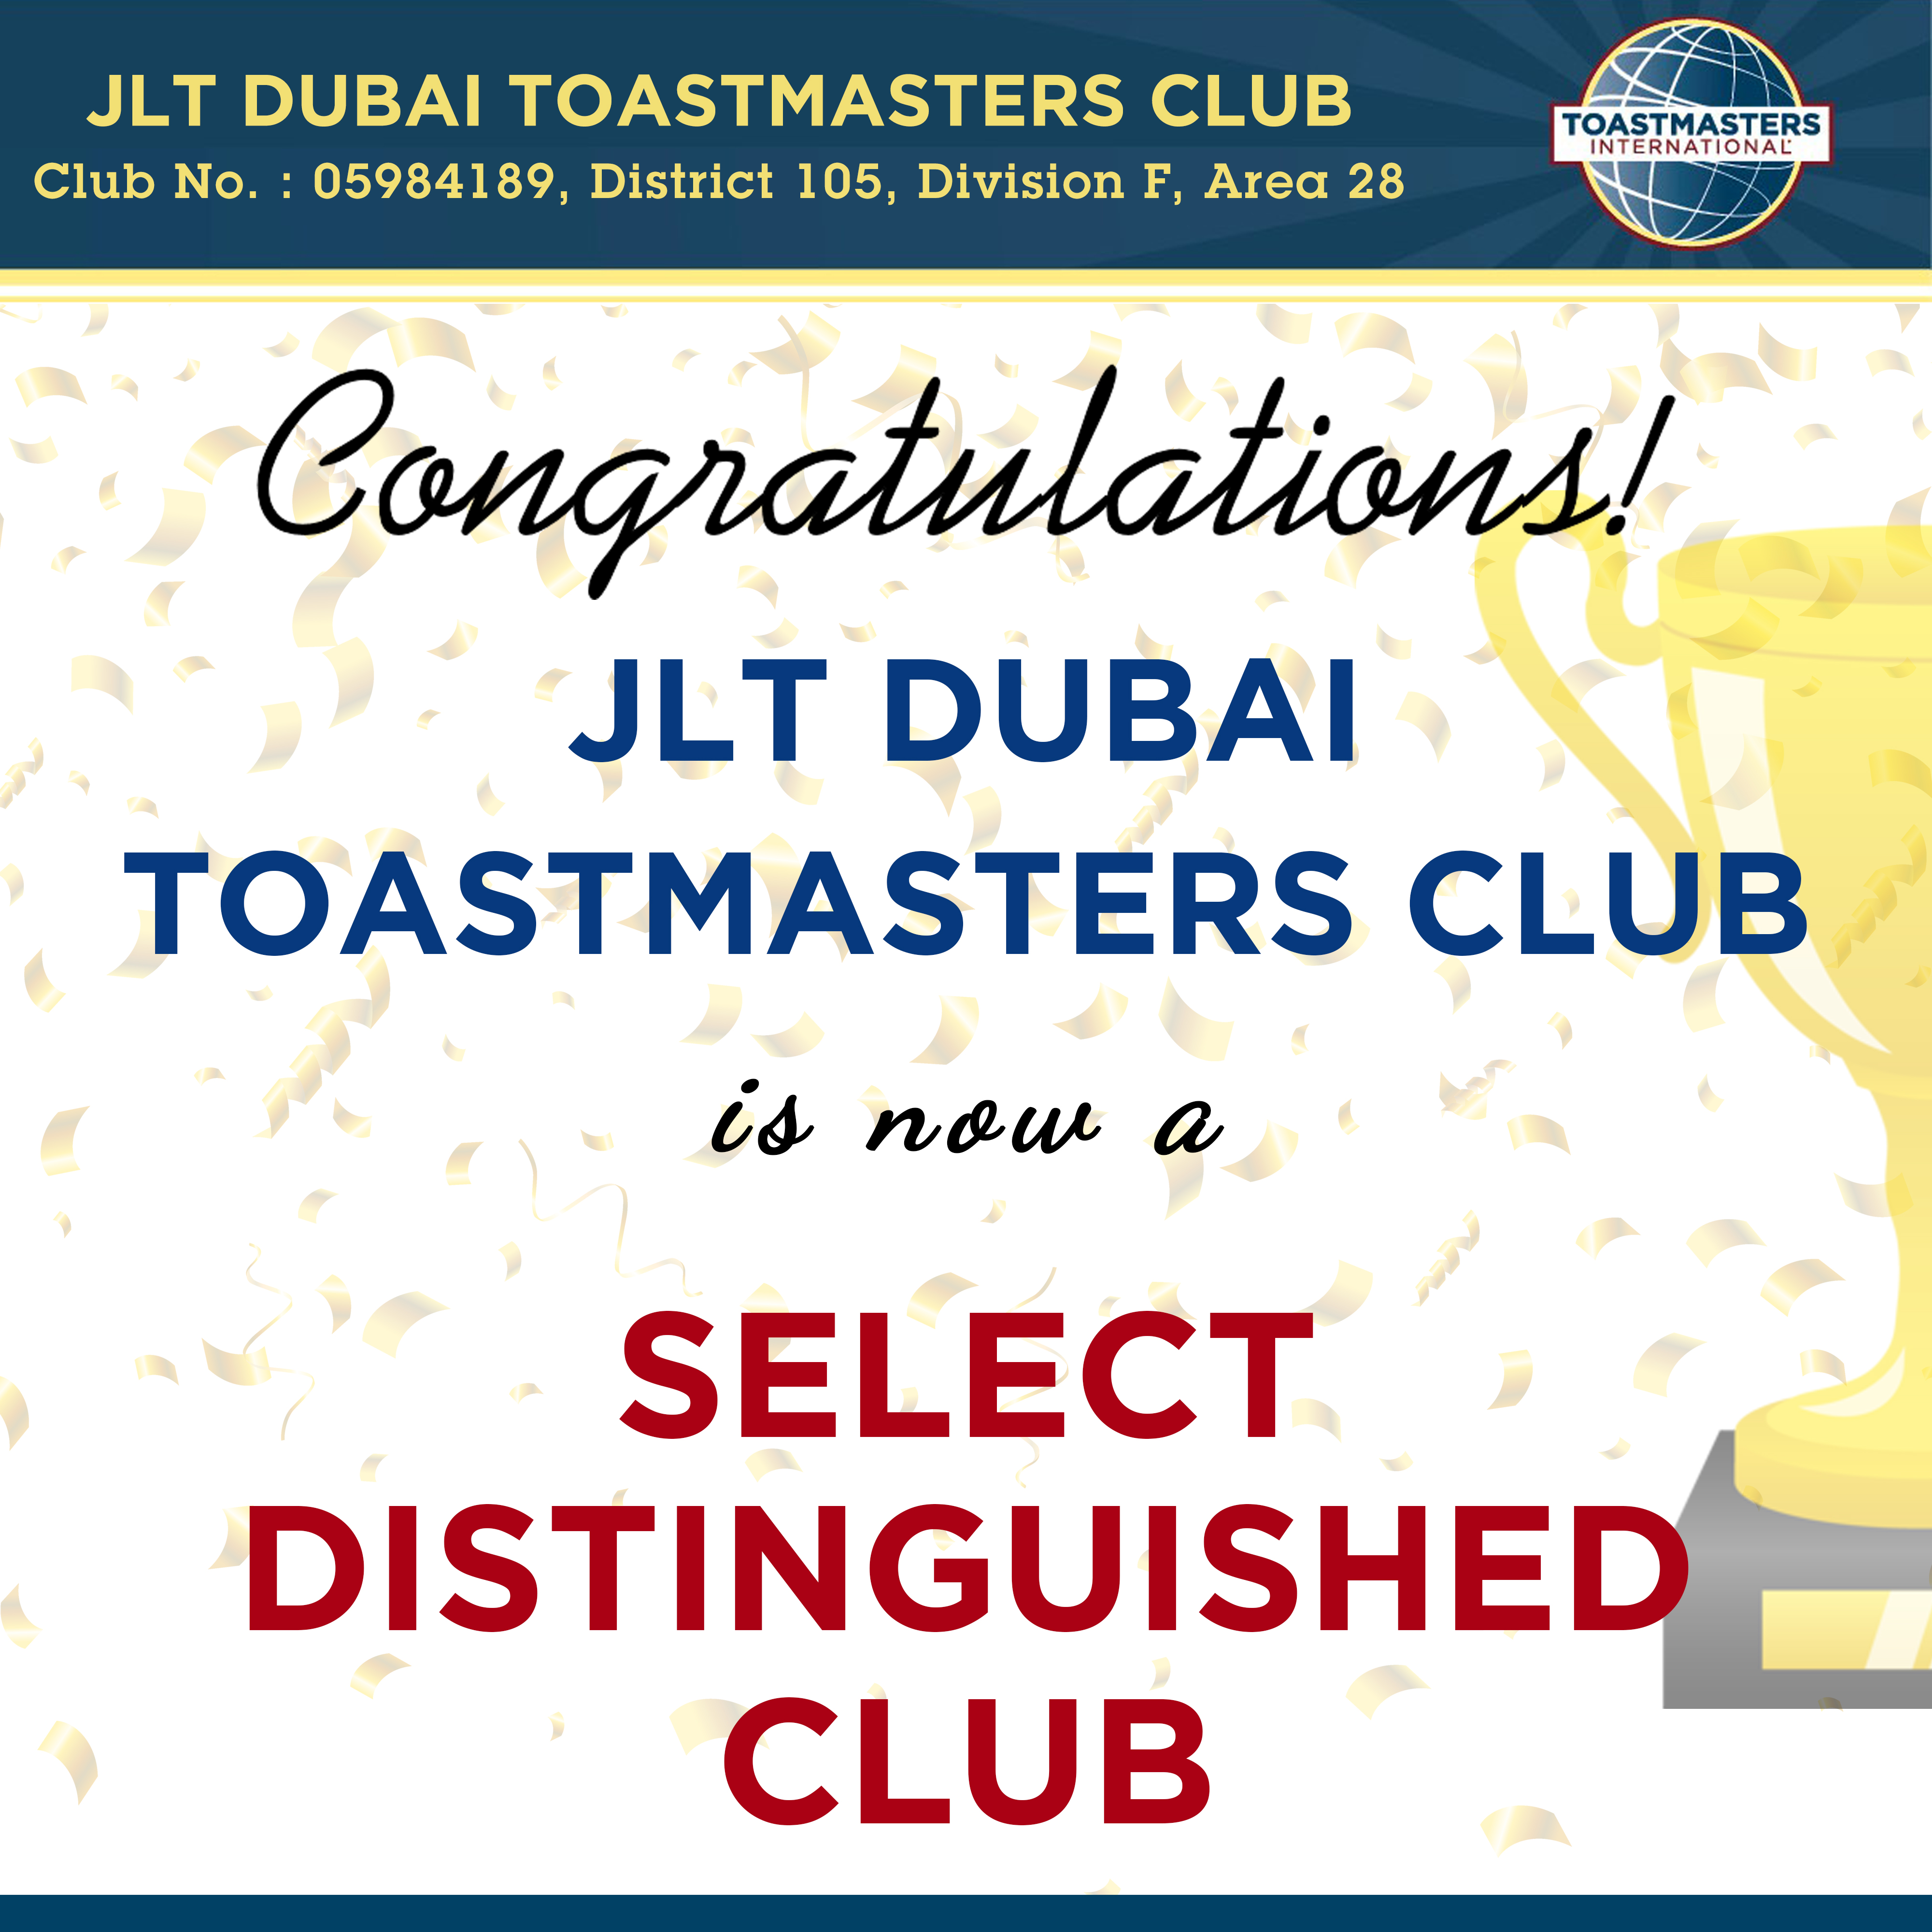 JLT DUBAI TOASTMASTERS CLUB
Club No. : 05984189, District 105, Division F, Area 28
TOASTMASTERS
INTERNATIONAL
Congratulations!
JLT DUBAI
TOASTMASTERS CLUB
is now a
SELECT
DISTINGUISHED
CLUB